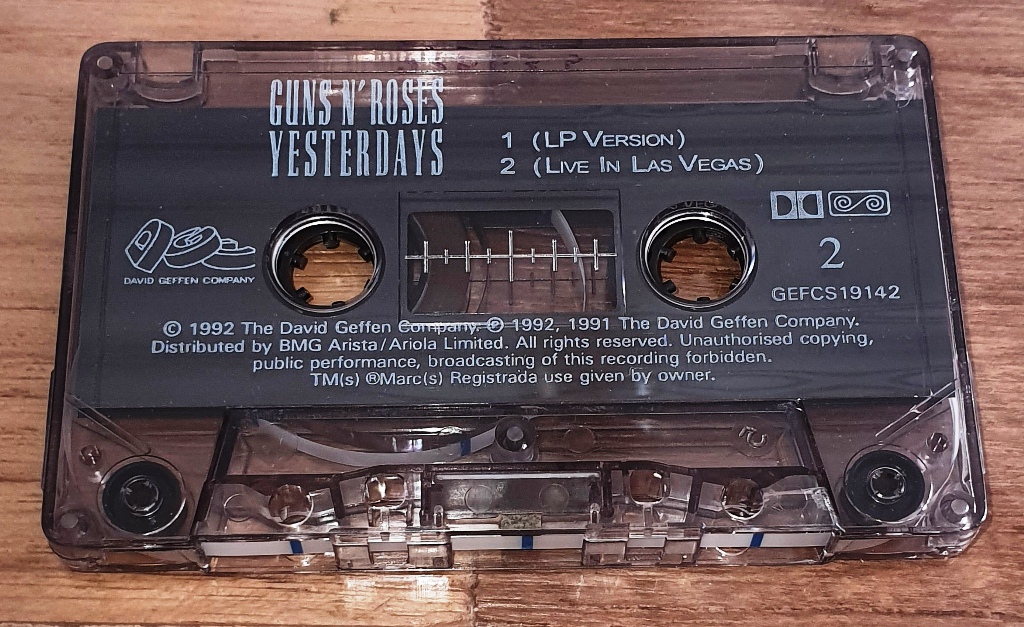 GUNS N' ROSES
YESTERDAYS
1 (LP VERSION)
2 (LIVE IN LAS VEGAS)
DAVID GEFFEN COMPANY
2
GEFCS19142
© 1992 The David Geffen Company. ℗ 1992, 1991 The David Geffen Company.
Distributed by BMG Arista/Ariola Limited. All rights reserved. Unauthorised copying,
public performance, broadcasting of this recording forbidden.
TM(s) ®Marc(s) Registrada use given by owner.